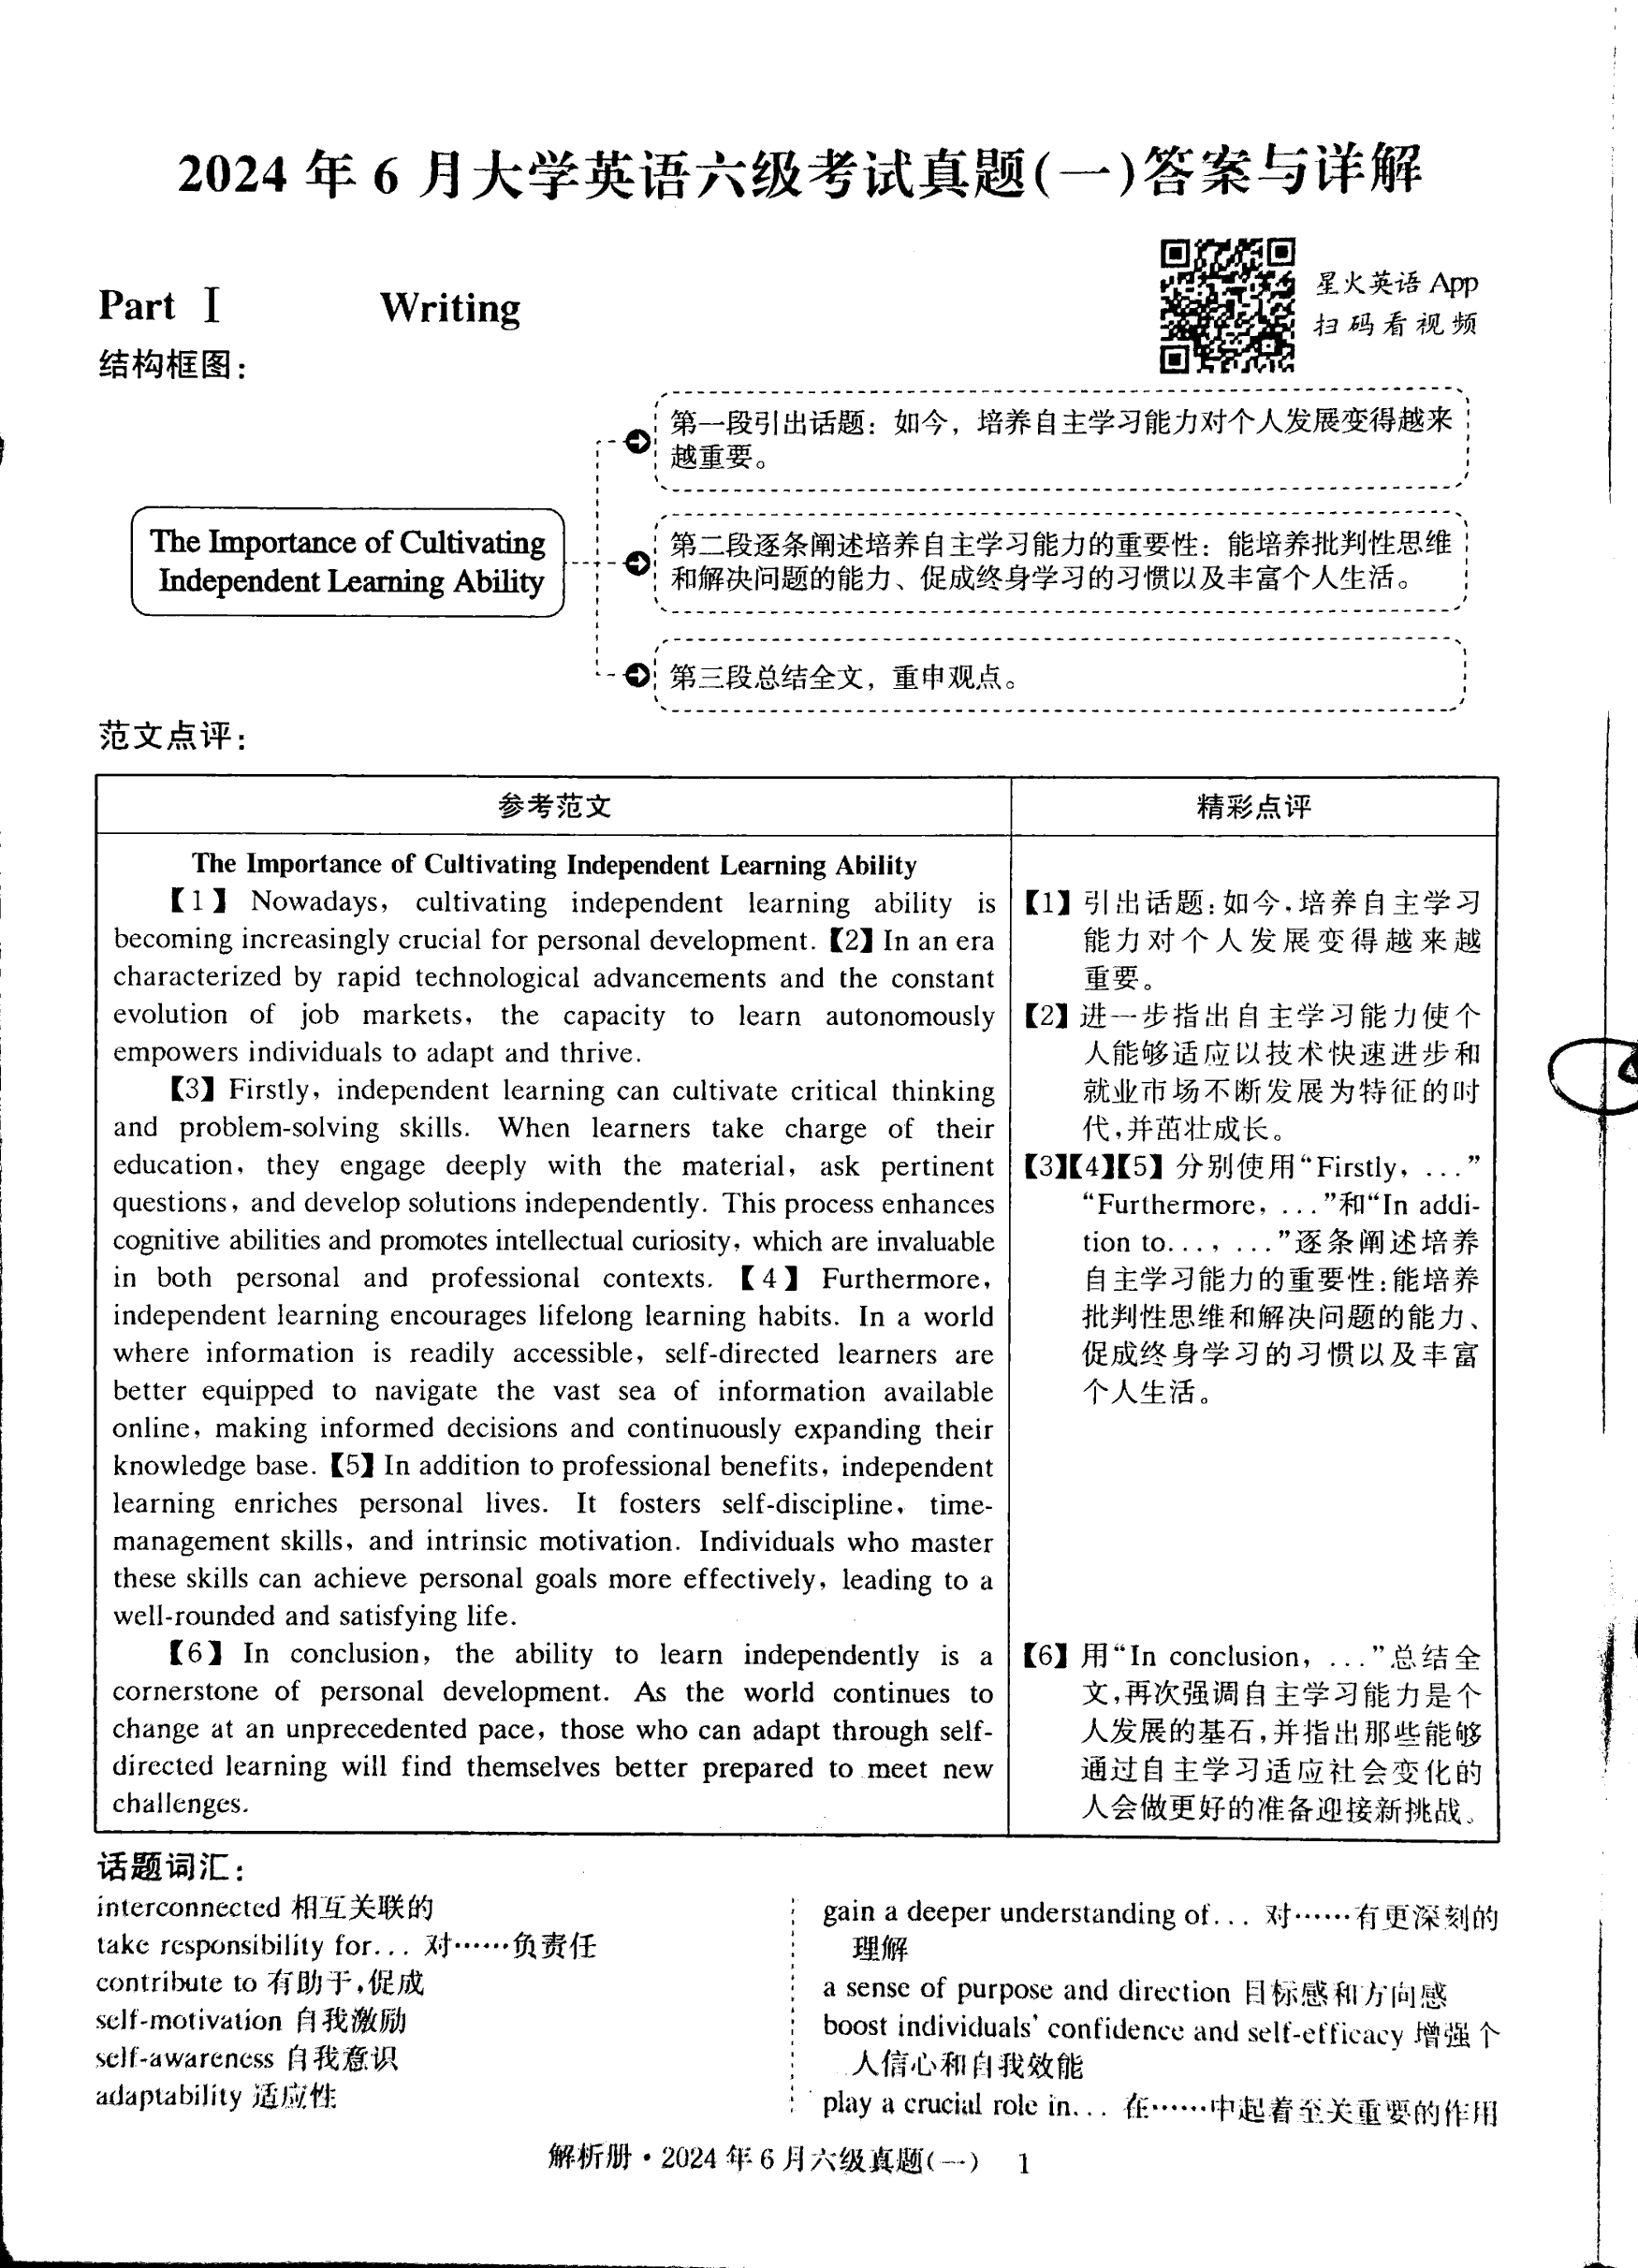 2024 年 6 月大学英语六级考试真题(一)答案与详解
Part Ⅰ Writing
星火英语 App
扫码看视频
结构框图:
The Importance of Cultivating
Independent Learning Ability
第一段引出话题：如今，培养自主学习能力对个人发展变得越来
越重要。
第二段逐条阐述培养自主学习能力的重要性：能培养批判性思维
和解决问题的能力、促成终身学习的习惯以及丰富个人生活。
第三段总结全文，重申观点。
范文点评:
参考范文
The Importance of Cultivating Independent Learning Ability
【1】 Nowadays, cultivating independent learning ability is
becoming increasingly crucial for personal development.【2】In an era
characterized by rapid technological advancements and the constant
evolution of job markets, the capacity to learn autonomously
empowers individuals to adapt and thrive.
【3】Firstly, independent learning can cultivate critical thinking
and problem-solving skills. When learners take charge of their
education, they engage deeply with the material, ask pertinent
questions, and develop solutions independently. This process enhances
cognitive abilities and promotes intellectual curiosity, which are invaluable
in both personal and professional contexts. 【4】 Furthermore,
independent learning encourages lifelong learning habits. In a world
where information is readily accessible, self-directed learners are
better equipped to navigate the vast sea of information available
online, making informed decisions and continuously expanding their
knowledge base.【5】In addition to professional benefits, independent
learning enriches personal lives. It fosters self-discipline, time-
management skills, and intrinsic motivation. Individuals who master
these skills can achieve personal goals more effectively, leading to a
well-rounded and satisfying life.
【6】In conclusion, the ability to learn independently is a
cornerstone of personal development. As the world continues to
change at an unprecedented pace, those who can adapt through self-
directed learning will find themselves better prepared to meet new
challenges.
精彩点评
【1】引出话题:如今,培养自主学习
能力对个人发展变得越来越
重要。
【2】进一步指出自主学习能力使个
人能够适应以技术快速进步和
就业市场不断发展为特征的时
代,并茁壮成长。
【3】【4】【5】分别使用“Firstly, ...”
“Furthermore, ...”和“In addi-
tion to..., ...”逐条阐述培养
自主学习能力的重要性:能培养
批判性思维和解决问题的能力、
促成终身学习的习惯以及丰富
个人生活。
【6】用“In conclusion, ...”总结全
文,再次强调自主学习能力是个
人发展的基石,并指出那些能够
通过自主学习适应社会变化的
人会做更好的准备迎接新挑战。
话题词汇:
interconnected 相互关联的
take responsibility for... 对……负责任
contribute to 有助于,促成
self-motivation 自我激励
self-awareness 自我意识
adaptability 适应性
gain a deeper understanding of... 对……有更深刻的
理解
a sense of purpose and direction 目标感和方向感
boost individuals' confidence and self-efficacy 增强个
人信心和自我效能
play a crucial role in... 在……中起着至关重要的作用
解析册·2024 年 6 月六级真题(一) 1